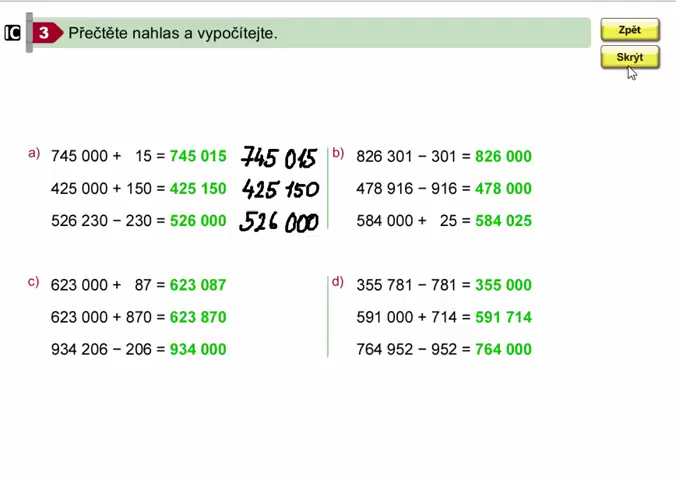 IC 3 Přečtěte nahlas a vypočítejte.
Zpět
Skrýt
a) 745 000 + 15 = 745 015 745 015
425 000 + 150 = 425 150 425 150
526 230 − 230 = 526 000 526 000
b) 826 301 − 301 = 826 000
478 916 − 916 = 478 000
584 000 + 25 = 584 025
c) 623 000 + 87 = 623 087
623 000 + 870 = 623 870
934 206 − 206 = 934 000
d) 355 781 − 781 = 355 000
591 000 + 714 = 591 714
764 952 − 952 = 764 000